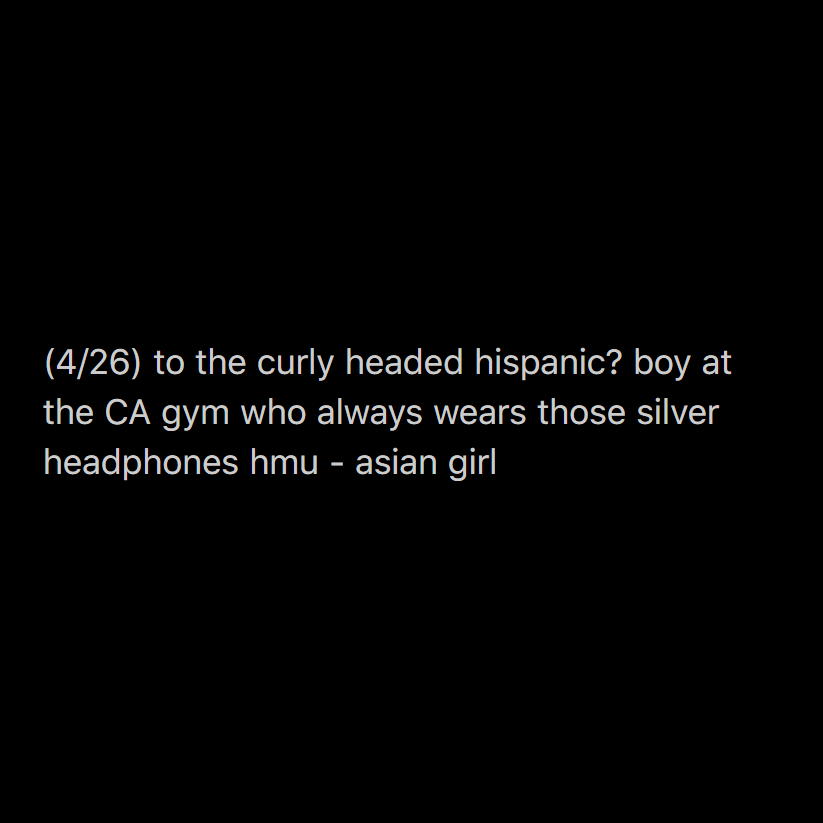 (4/26) to the curly headed hispanic? boy at
the CA gym who always wears those silver
headphones hmu - asian girl